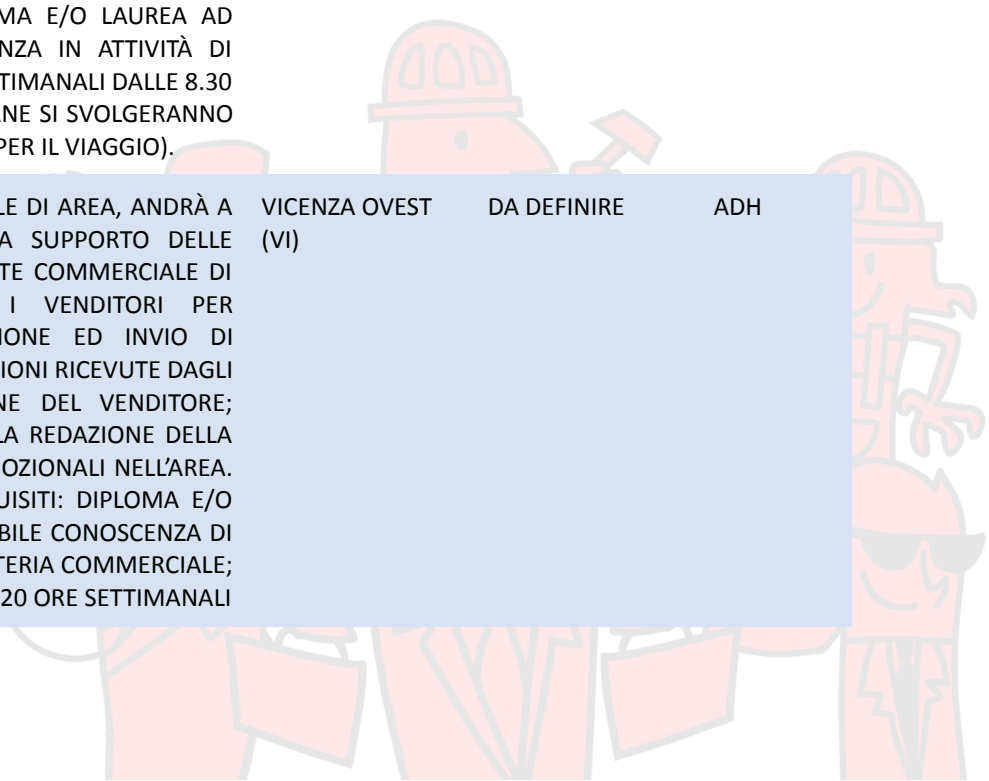 MA E/O LAUREA AD
NZA IN ATTIVITÀ DI
TIMANALI DALLE 8.30
NE SI SVOLGERANNO
PER IL VIAGGIO).
LE DI AREA, ANDRÀ A
A SUPPORTO DELLE
TE COMMERCIALE DI
I VENDITORI PER
IONE ED INVIO DI
IONI RICEVUTE DAGLI
NE DEL VENDITORE;
LA REDAZIONE DELLA
OZIONALI NELL'AREA.
UISITI: DIPLOMA E/O
BILE CONOSCENZA DI
TERIA COMMERCIALE;
20 ORE SETTIMANALI
VICENZA OVEST
(VI)
DA DEFINIRE
ADH